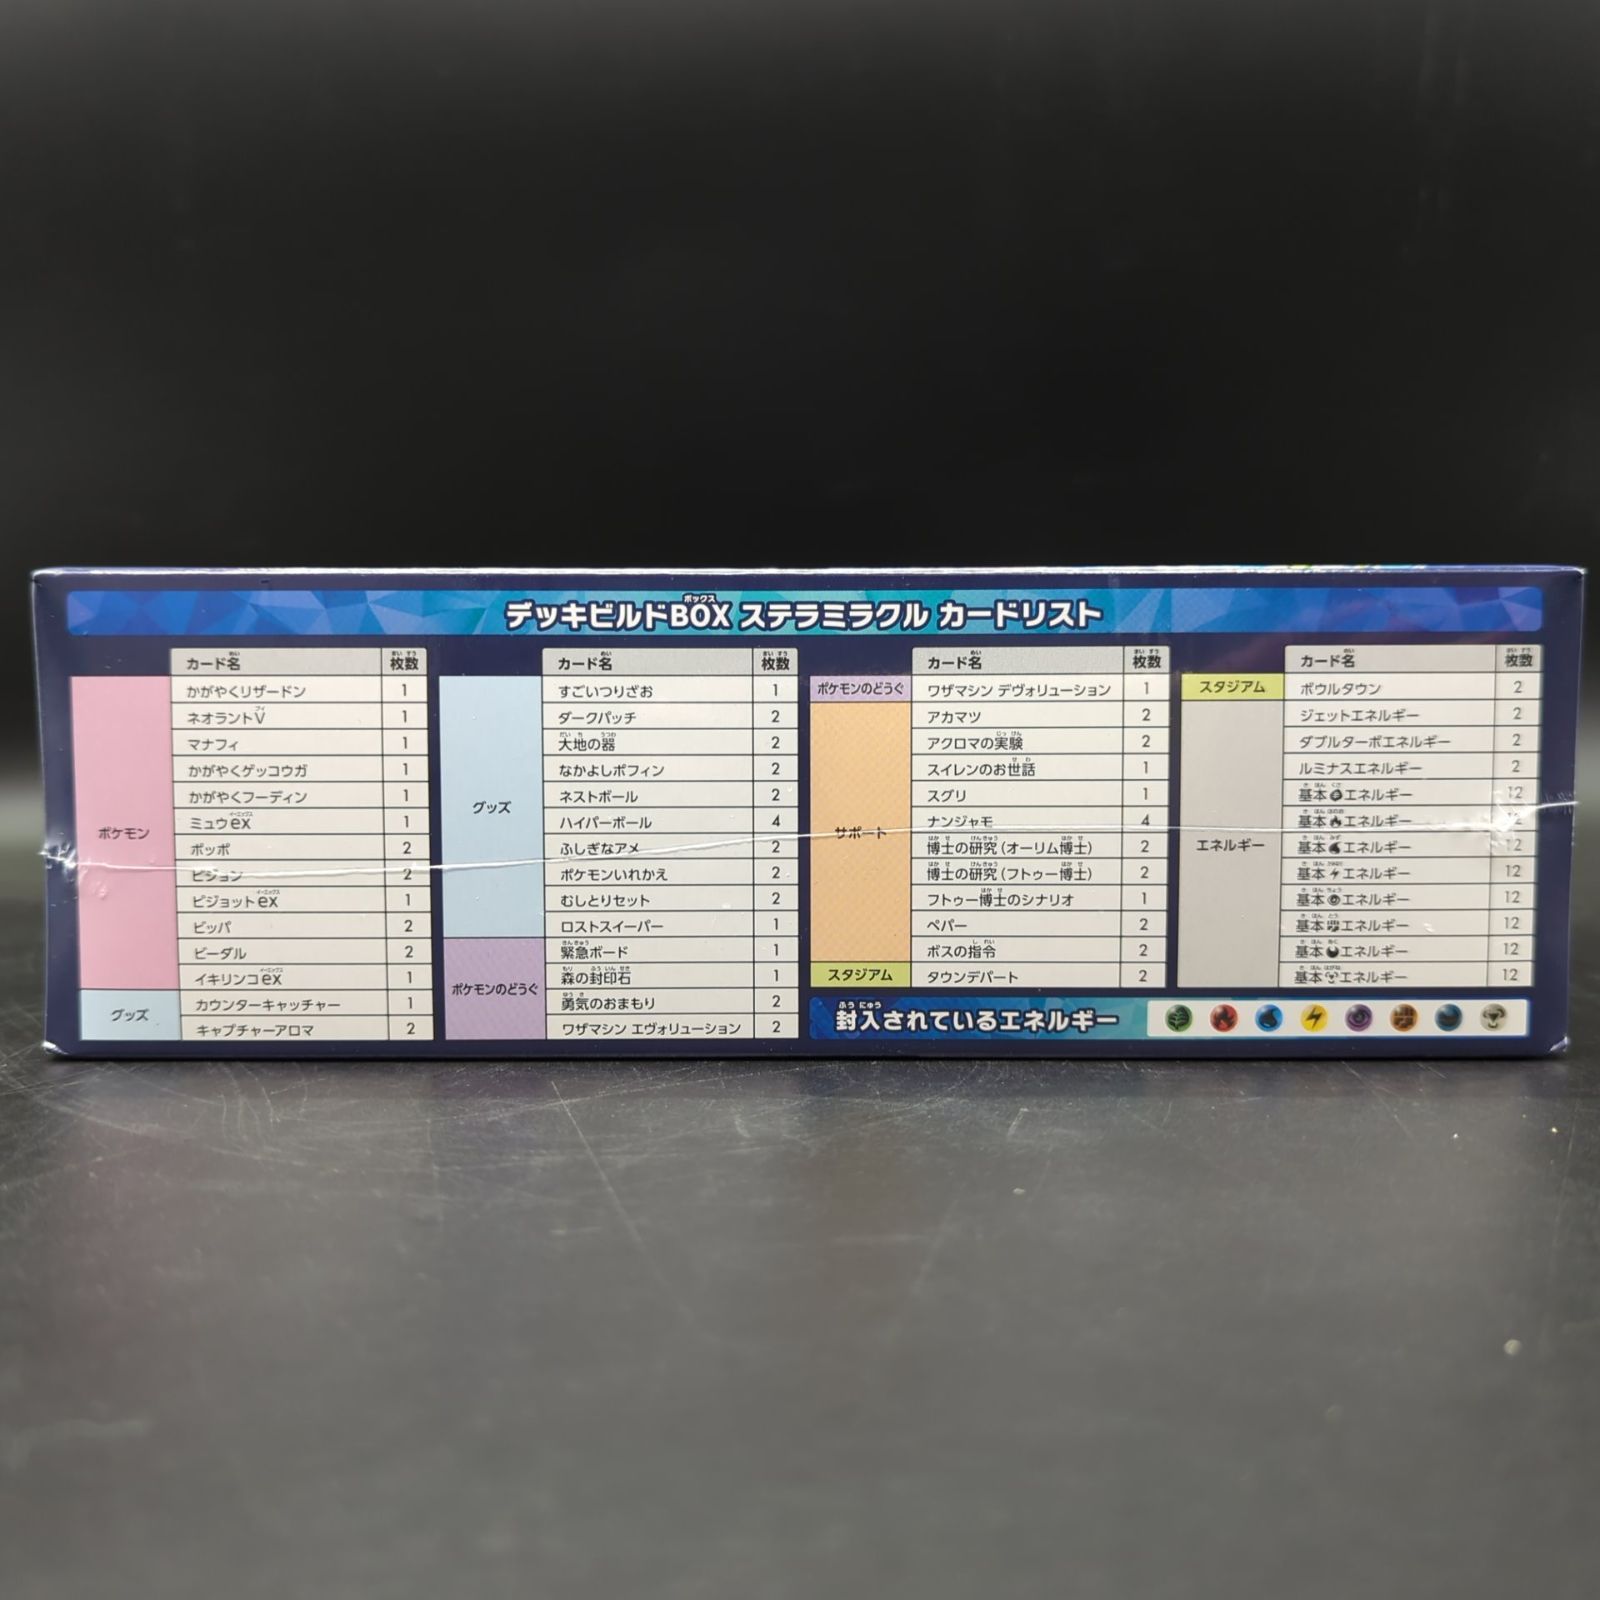 デッキビルドBOX ステラミラクル カードリスト
カード名 枚数
ポケモン
かがやくリザードン 1
ネオラントV 1
マナフィ 1
かがやくゲッコウガ 1
かがやくフーディン 1
ミュウex 1
ポッポ 2
ピジョン 2
ピジョットex 1
ビッパ 2
ビーダル 2
イキリンコex 1
グッズ
カウンターキャッチャー 1
キャプチャーアロマ 2
カード名 枚数
グッズ
すごいつりざお 1
ダークパッチ 2
大地の器 2
なかよしポフィン 2
ネストボール 2
ハイパーボール 4
ふしぎなアメ 2
ポケモンいれかえ 2
むしとりセット 2
ロストスイーパー 1
ポケモンのどうぐ
緊急ボード 1
森の封印石 1
勇気のおまもり 2
ワザマシン エヴォリューション 2
カード名 枚数
ポケモンのどうぐ
ワザマシン デヴォリューション 1
サポート
アカマツ 2
アクロマの実験 2
スイレンのお世話 1
スグリ 1
ナンジャモ 4
博士の研究(オーリム博士) 2
博士の研究(フトゥー博士) 2
フトゥー博士のシナリオ 1
ペパー 2
ボスの指令 2
スタジアム
タウンデパート 2
カード名 枚数
スタジアム
ボウルタウン 2
エネルギー
ジェットエネルギー 2
ダブルターボエネルギー 2
ルミナスエネルギー 2
基本エネルギー 12
基本エネルギー 12
基本エネルギー 12
基本エネルギー 12
基本エネルギー 12
基本エネルギー 12
基本エネルギー 12
基本エネルギー 12
封入されているエネルギー